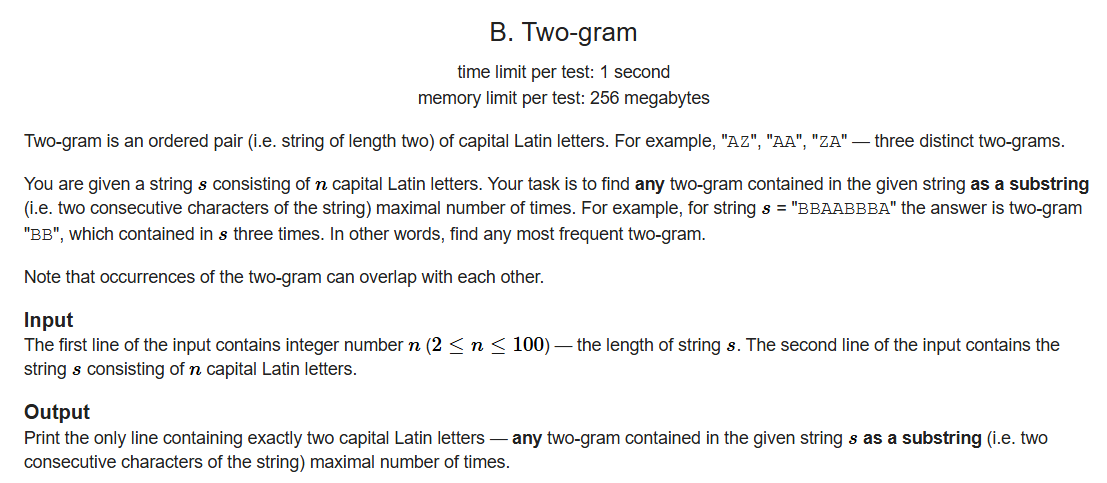 B. Two-gram
time limit per test: 1 second
memory limit per test: 256 megabytes
Two-gram is an ordered pair (i.e. string of length two) of capital Latin letters. For example, "AZ", "AA", "ZA" — three distinct two-grams.
You are given a string s consisting of n capital Latin letters. Your task is to find any two-gram contained in the given string as a substring
(i.e. two consecutive characters of the string) maximal number of times. For example, for string s = "BBAABBBA" the answer is two-gram
"BB", which contained in s three times. In other words, find any most frequent two-gram.
Note that occurrences of the two-gram can overlap with each other.
Input
The first line of the input contains integer number n (2 ≤ n ≤ 100) — the length of string s. The second line of the input contains the
string s consisting of n capital Latin letters.
Output
Print the only line containing exactly two capital Latin letters — any two-gram contained in the given string s as a substring (i.e. two
consecutive characters of the string) maximal number of times.